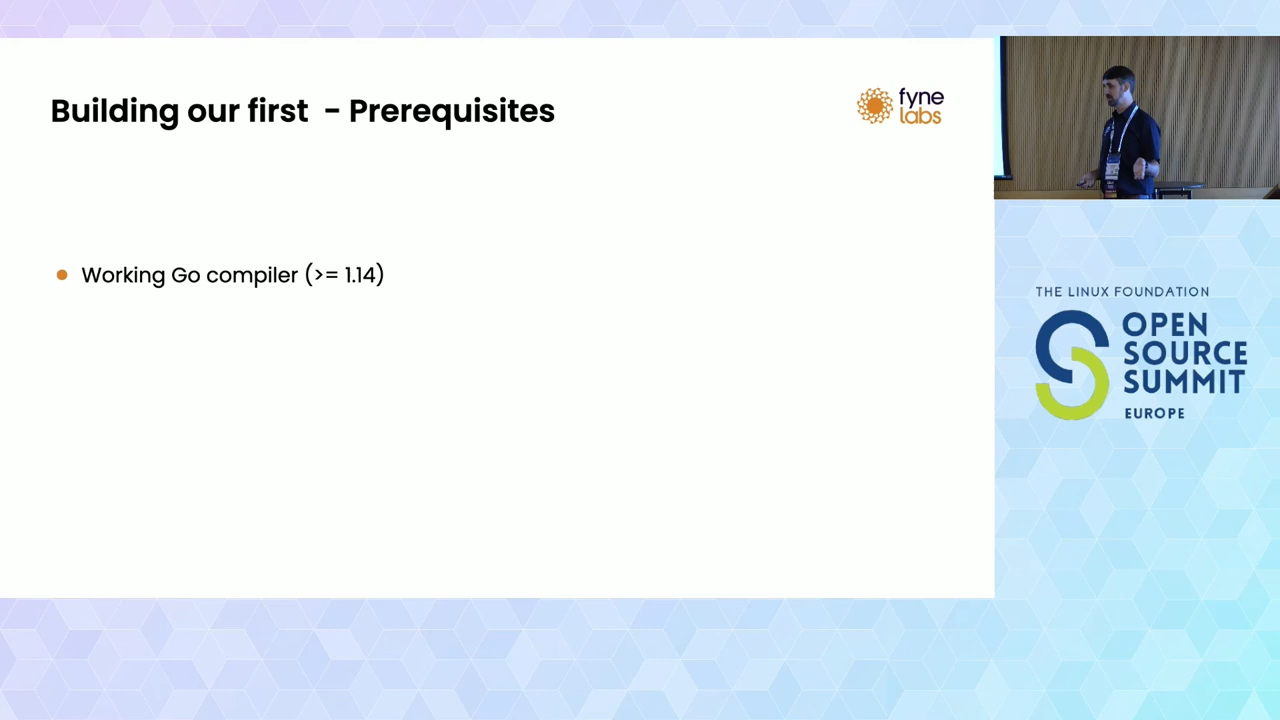 Building our first  - Prerequisites
fyne
labs
Working Go compiler (>= 1.14)
THE LINUX FOUNDATION
OPEN
SOURCE
SUMMIT
EUROPE